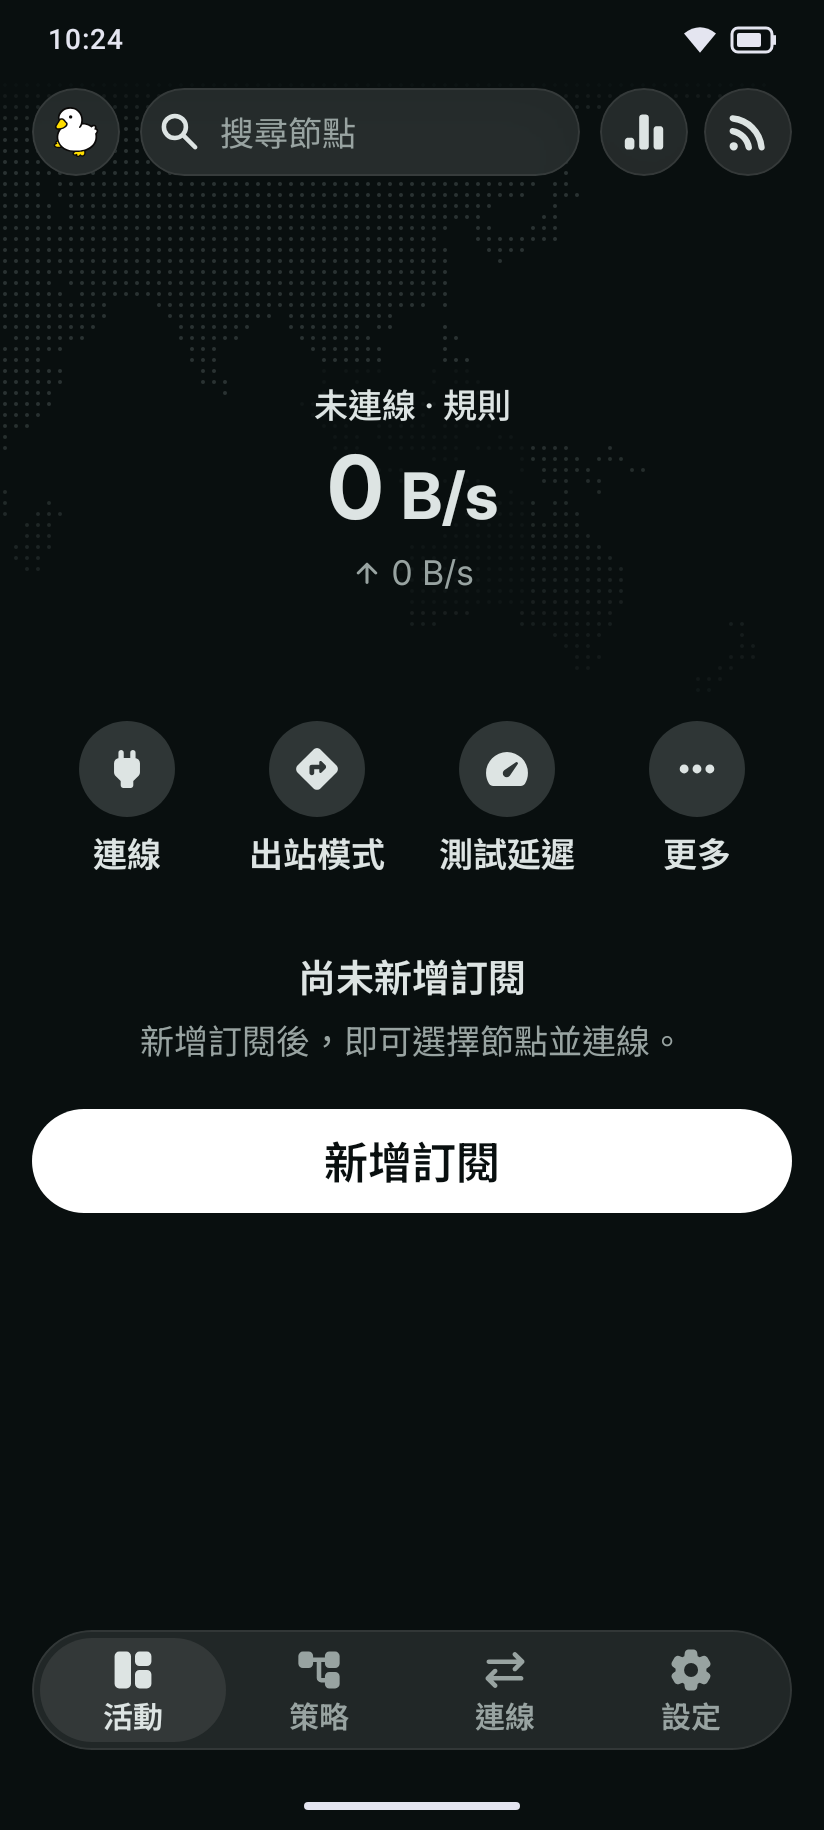 10:24
搜尋節點
未連線 · 規則
0 B/s
↑ 0 B/s
連線
出站模式
測試延遲
更多
尚未新增訂閱
新增訂閱後，即可選擇節點並連線。
新增訂閱
活動
策略
連線
設定